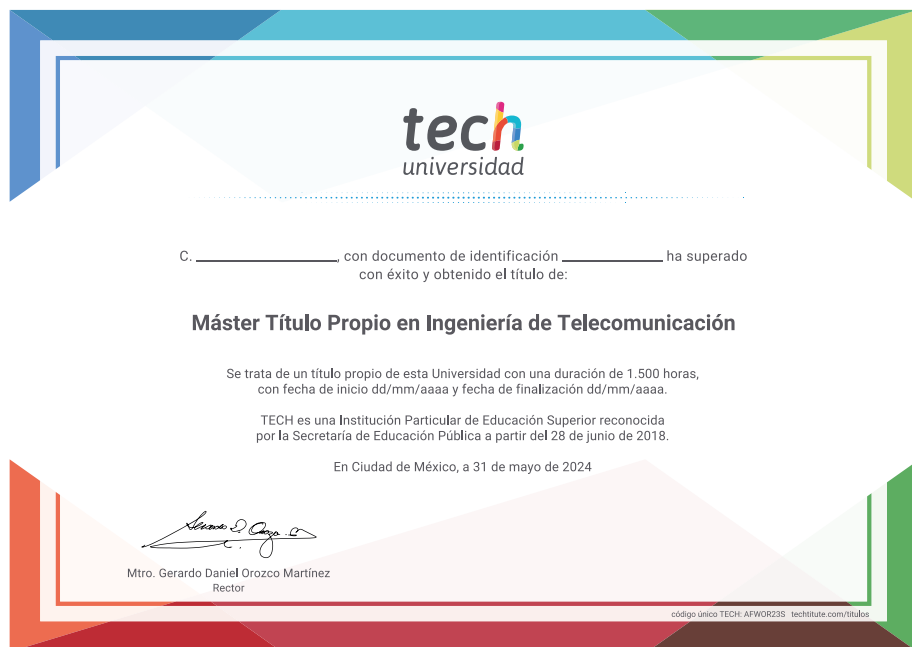 tech
universidad
C. ____________, con documento de identificación ____________ ha superado
con éxito y obtenido el título de:
Máster Título Propio en Ingeniería de Telecomunicación
Se trata de un título propio de esta Universidad con una duración de 1.500 horas,
con fecha de inicio dd/mm/aaaa y fecha de finalización dd/mm/aaaa.
TECH es una Institución Particular de Educación Superior reconocida
por la Secretaría de Educación Pública a partir del 28 de junio de 2018.
En Ciudad de México, a 31 de mayo de 2024
Mtro. Gerardo Daniel Orozco Martínez
Rector
código único TECH: AFWOR23S techtitute.com/titulos